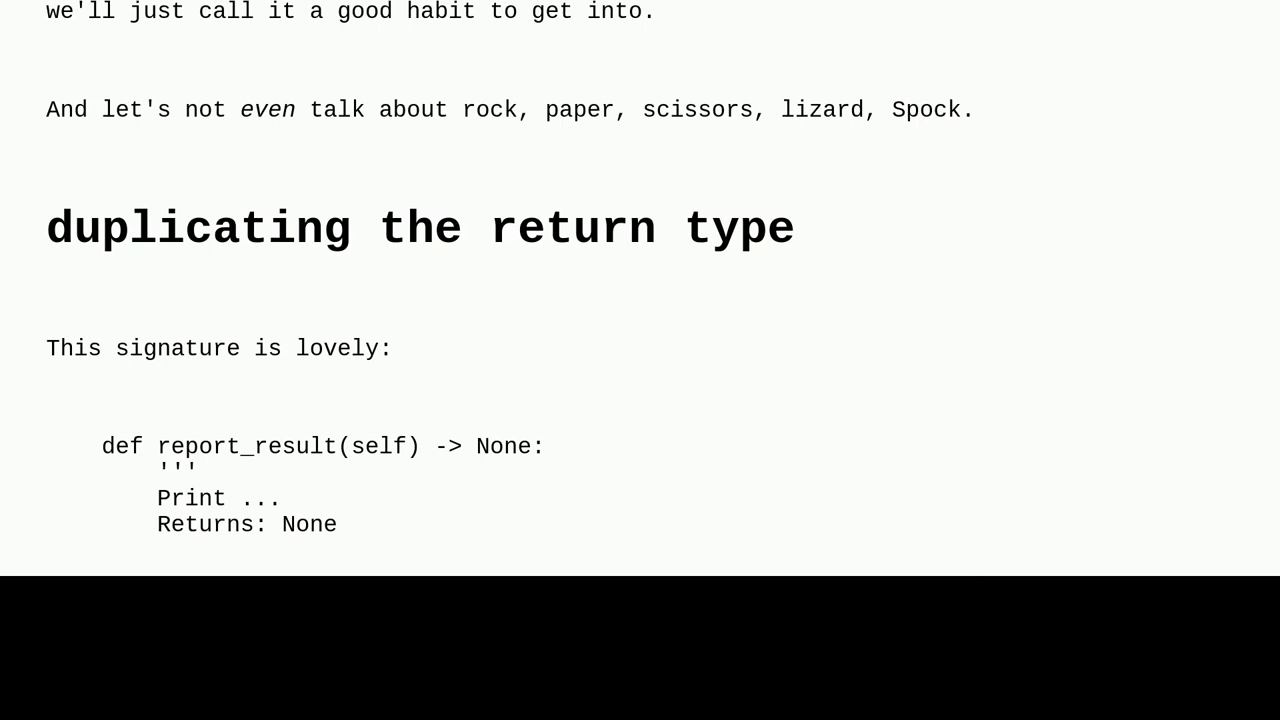 we'll just call it a good habit to get into.
And let's not even talk about rock, paper, scissors, lizard, Spock.
duplicating the return type
This signature is lovely:
def report_result(self) -> None:
'''
Print ...
Returns: None